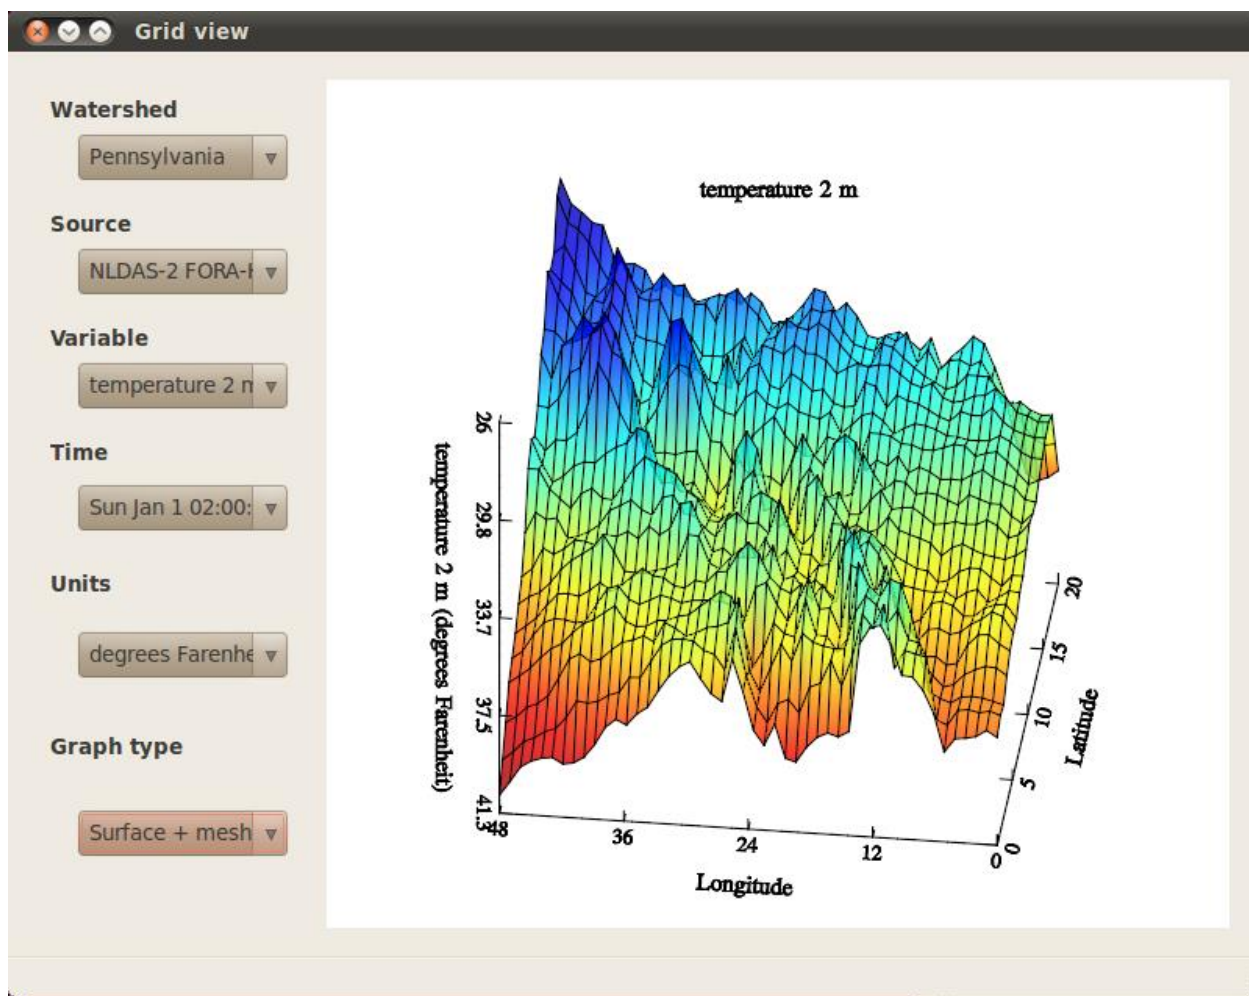 Grid view
Watershed
Pennsylvania
Source
NLDAS-2 FORA-
Variable
temperature 2 m
Time
Sun Jan 1 02:00:
Units
degrees Farenhe
Graph type
Surface + mesh
temperature 2 m
26
29.8
33.7
37.5
41.3
temperature 2 m (degrees Farenheit)
48
36
24
12
0
Longitude
0
5
10
15
20
Latitude